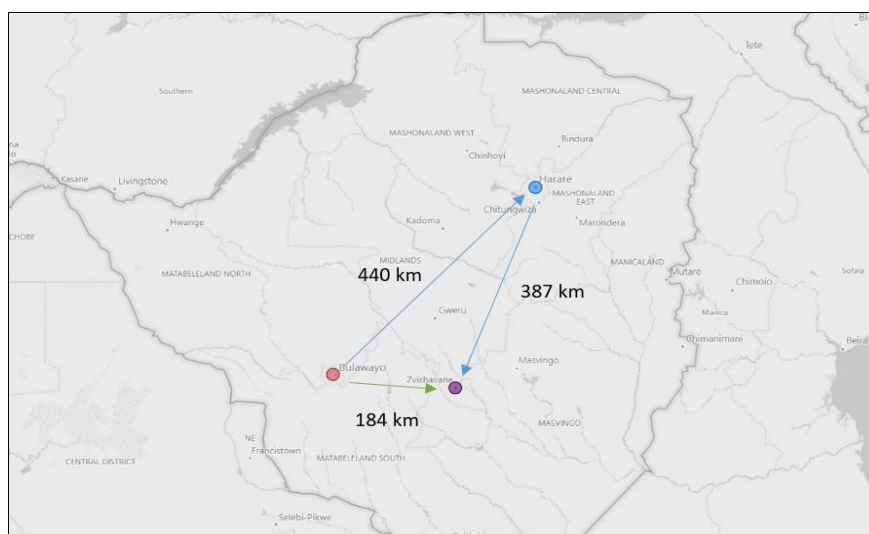 Tete
Southern
MASHONALAND CENTRAL
MASHONALAND WEST
Bindura
Chinhoyi
Kasane
Livingstone
Harare
MASHONALAND
EAST
Chitungwiza
Marondera
Hwange
Kadoma
CHOBE
MIDLANDS
MANICALAND
MATABELELAND NORTH
440 km
Mutare
Chimoio
Sofala
387 km
Gweru
Manica
Chimanimani
Beira
Masvingo
Bulawayo
Zvishavane
184 km
MASVINGO
NE
Francistown
CENTRAL DISTRICT
MATABELELAND SOUTH
Selebi-Pikwe